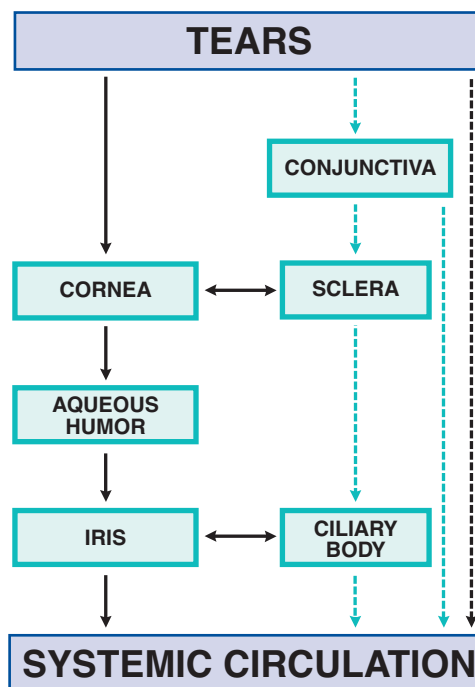 TEARS
CONJUNCTIVA
CORNEA
SCLERA
AQUEOUS
HUMOR
IRIS
CILIARY
BODY
SYSTEMIC CIRCULATION